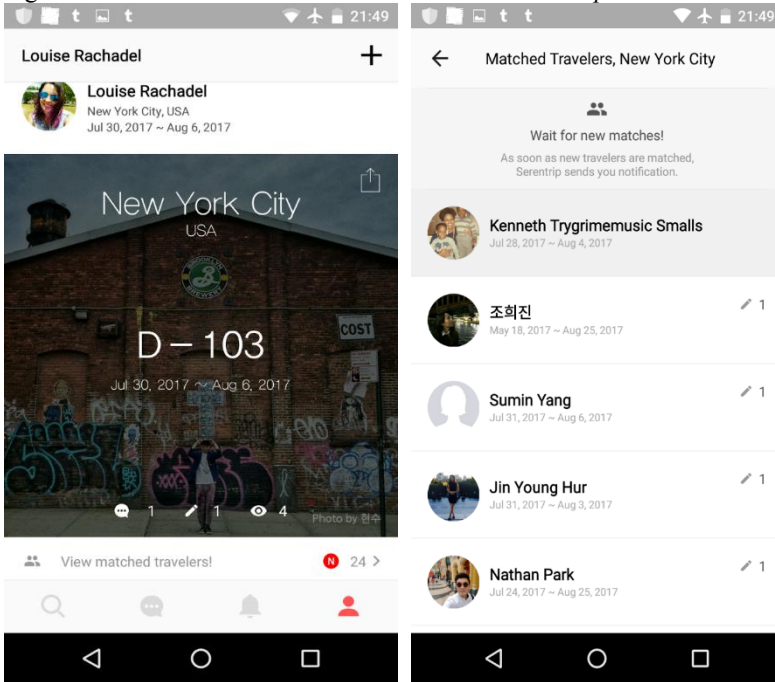 t t 21:49
Louise Rachadel +
Louise Rachadel
New York City, USA
Jul 30, 2017 ~ Aug 6, 2017
New York City
USA
BROOKLYN
BREWERY
COST
D – 103
Jul 30, 2017 ~ Aug 6, 2017
1 1 4
Photo by 현수
View matched travelers! N 24 >
t t 21:49
Matched Travelers, New York City
Wait for new matches!
As soon as new travelers are matched,
Serentrip sends you notification.
Kenneth Trygrimemusic Smalls
Jul 28, 2017 ~ Aug 4, 2017
조희진 1
May 18, 2017 ~ Aug 25, 2017
Sumin Yang 1
Jul 31, 2017 ~ Aug 6, 2017
Jin Young Hur 1
Jul 31, 2017 ~ Aug 3, 2017
Nathan Park 1
Jul 24, 2017 ~ Aug 25, 2017